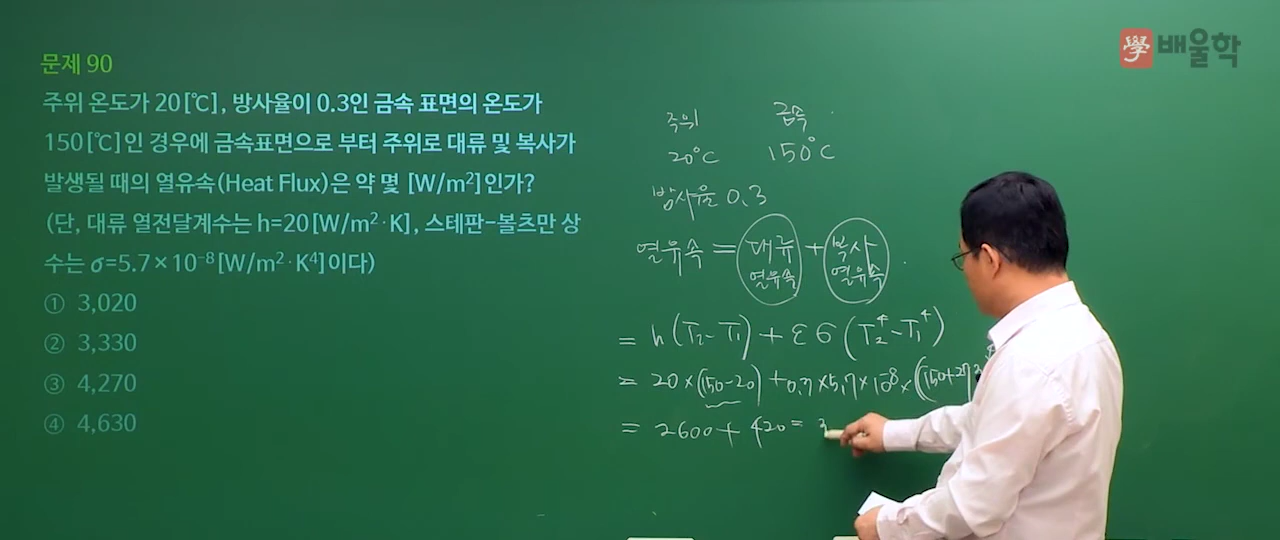 學 배울학
문제 90
주위 온도가 20[℃], 방사율이 0.3인 금속 표면의 온도가
150[℃]인 경우에 금속표면으로 부터 주위로 대류 및 복사가
발생될 때의 열유속(Heat Flux)은 약 몇 [W/m²]인가?
(단, 대류 열전달계수는 h=20[W/m²·K], 스테판-볼츠만 상
수는 σ=5.7×10⁻⁸[W/m²·K⁴]이다)
① 3,020
② 3,330
③ 4,270
④ 4,630
주위 금속
20℃ 150℃
방사율 0.3
열유속 = 대류 열유속 + 복사 열유속
= h(T₂-T₁) + εσ(T₂⁴-T₁⁴)
= 20×(150-20) + 0.3×5.7×10⁻⁸×((150+273
= 2600 + 420 = 3